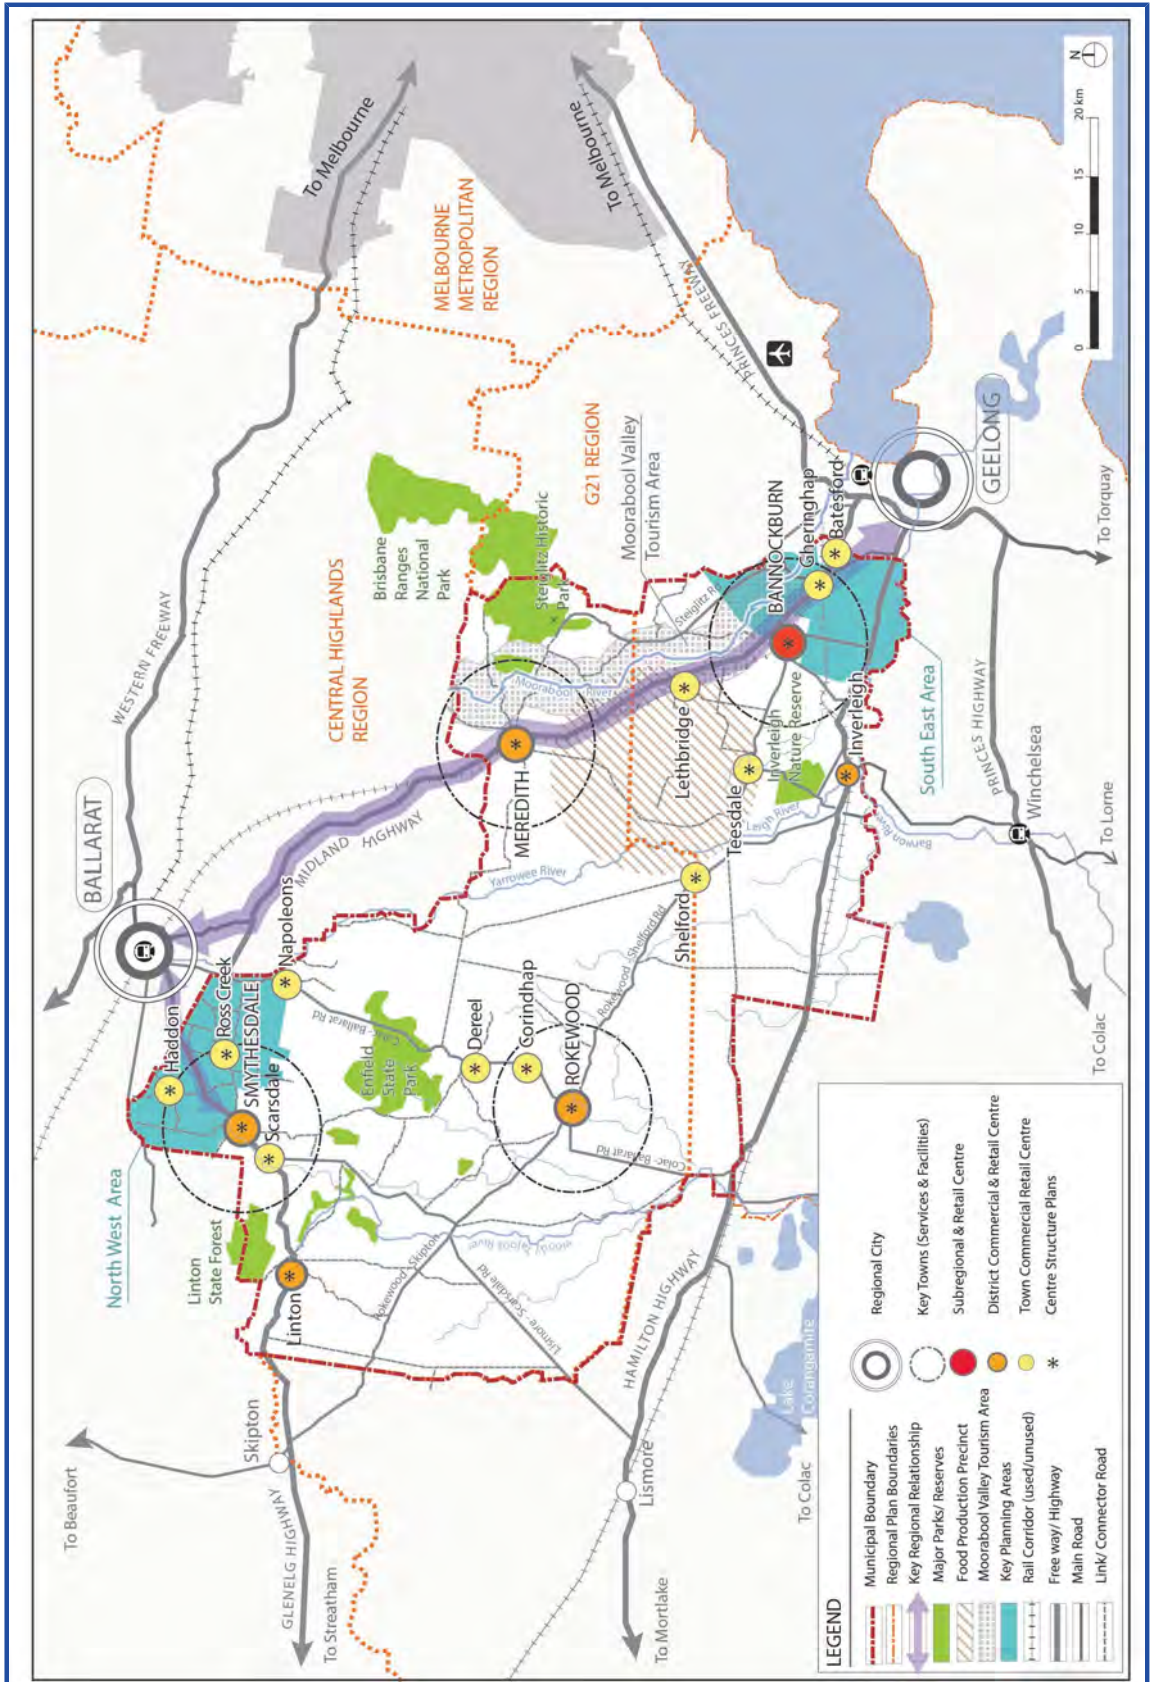 To Beaufort
Skipton
GLENELG HIGHWAY
To Streatham
To Mortlake
Lismore
To Colac
Lake
Corangamite
HAMILTON HIGHWAY
North West Area
Linton
State Forest
Linton
Haddon
Ross Creek
SMYTHESDALE
Scarsdale
BALLARAT
Napoleons
Colac - Ballarat Rd
Enfield
State
Park
Dereel
Corindhap
ROKEWOOD
Rokewood - Skipton
Lismore - Scarsdale Rd
Colac- Ballarat Rd
Rokewood - Shelford Rd
Shelford
Yarrowee River
WESTERN FREEWAY
MIDLAND HIGHWAY
CENTRAL HIGHLANDS
REGION
MEREDITH
Moorabool River
Brisbane
Ranges
National
Park
Steiglitz Historic
Park
G21 REGION
Moorabool Valley
Tourism Area
Steiglitz Rd
Lethbridge
Teesdale
Inverleigh
Nature Reserve
Leigh River
Inverleigh
BANNOCKBURN
Gheringhap
Batesford
GEELONG
South East Area
Barwon River
PRINCES HIGHWAY
Winchelsea
To Lorne
To Colac
To Torquay
PRINCES FREEWAY
MELBOURNE
METROPOLITAN
REGION
To Melbourne
To Melbourne
N
0 5 10 15 20 km
LEGEND
Municipal Boundary
Regional Plan Boundaries
Key Regional Relationship
Major Parks/ Reserves
Food Production Precinct
Moorabool Valley Tourism Area
Key Planning Areas
Rail Corridor (used/unused)
Free way/ Highway
Main Road
Link/ Connector Road
Regional City
Key Towns (Services & Facilities)
Subregional & Retail Centre
District Commercial & Retail Centre
Town Commercial Retail Centre
Centre Structure Plans